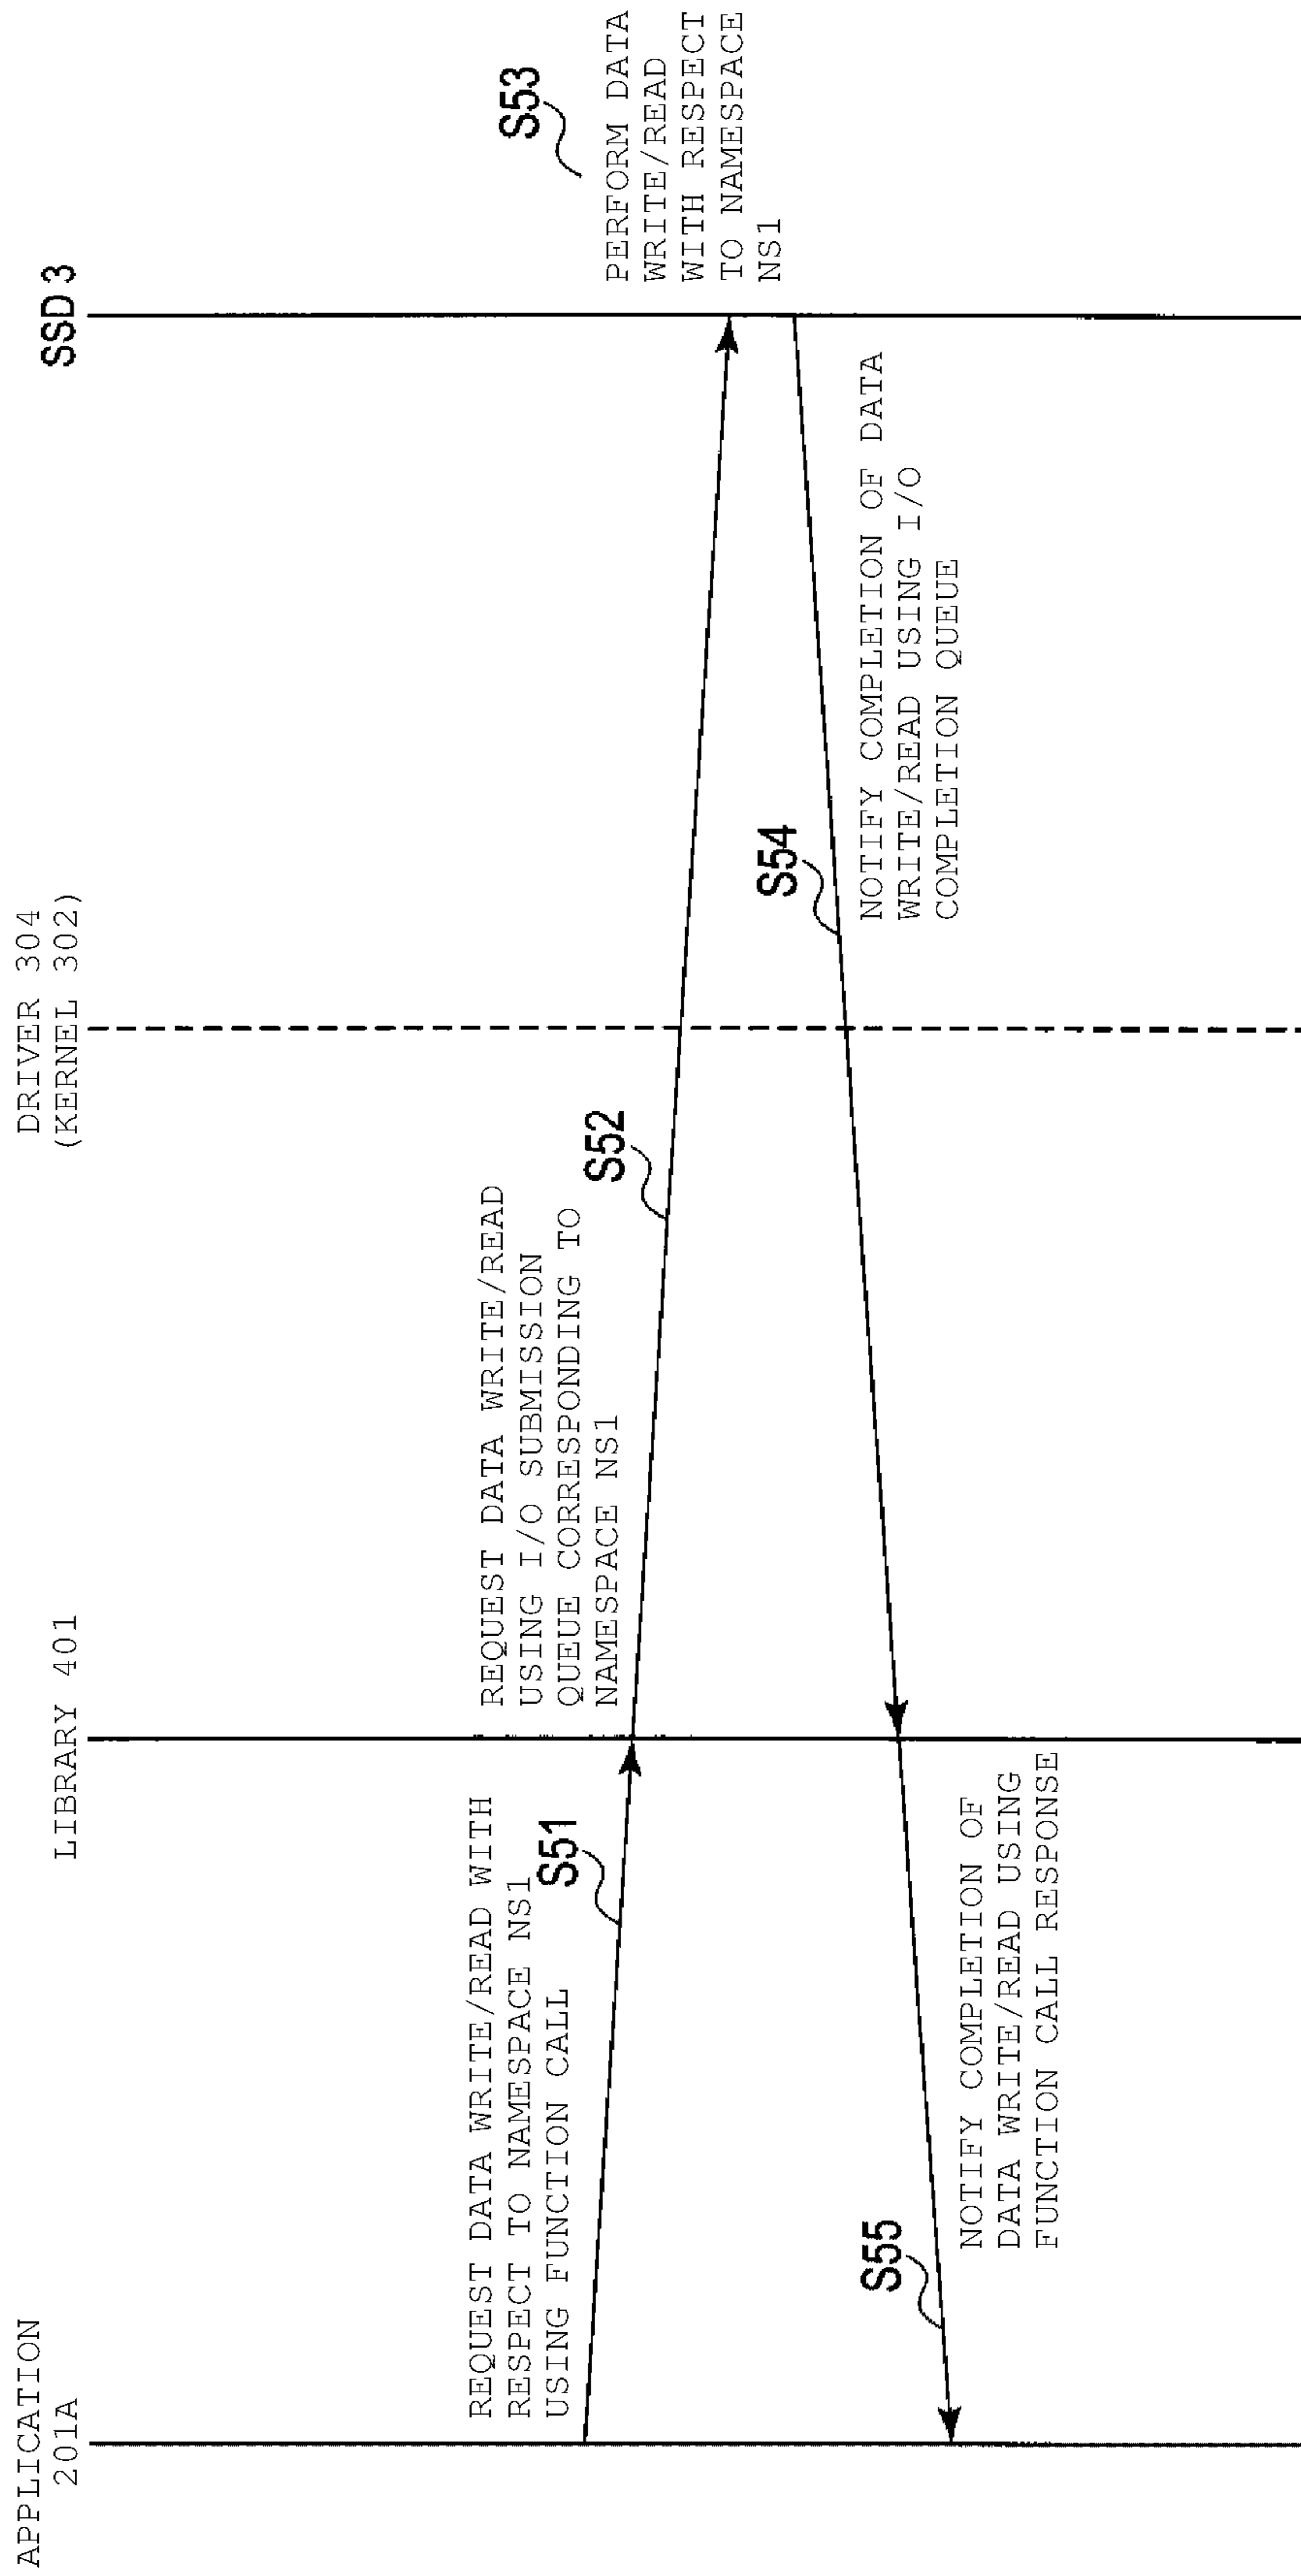 APPLICATION
201A
LIBRARY 401
DRIVER 304
(KERNEL 302)
SSD 3
REQUEST DATA WRITE/READ WITH
RESPECT TO NAMESPACE NS1
USING FUNCTION CALL
S51
REQUEST DATA WRITE/READ
USING I/O SUBMISSION
QUEUE CORRESPONDING TO
NAMESPACE NS1
S52
S53
PERFORM DATA
WRITE/READ
WITH RESPECT
TO NAMESPACE
NS1
S54
NOTIFY COMPLETION OF DATA
WRITE/READ USING I/O
COMPLETION QUEUE
S55
NOTIFY COMPLETION OF
DATA WRITE/READ USING
FUNCTION CALL RESPONSE